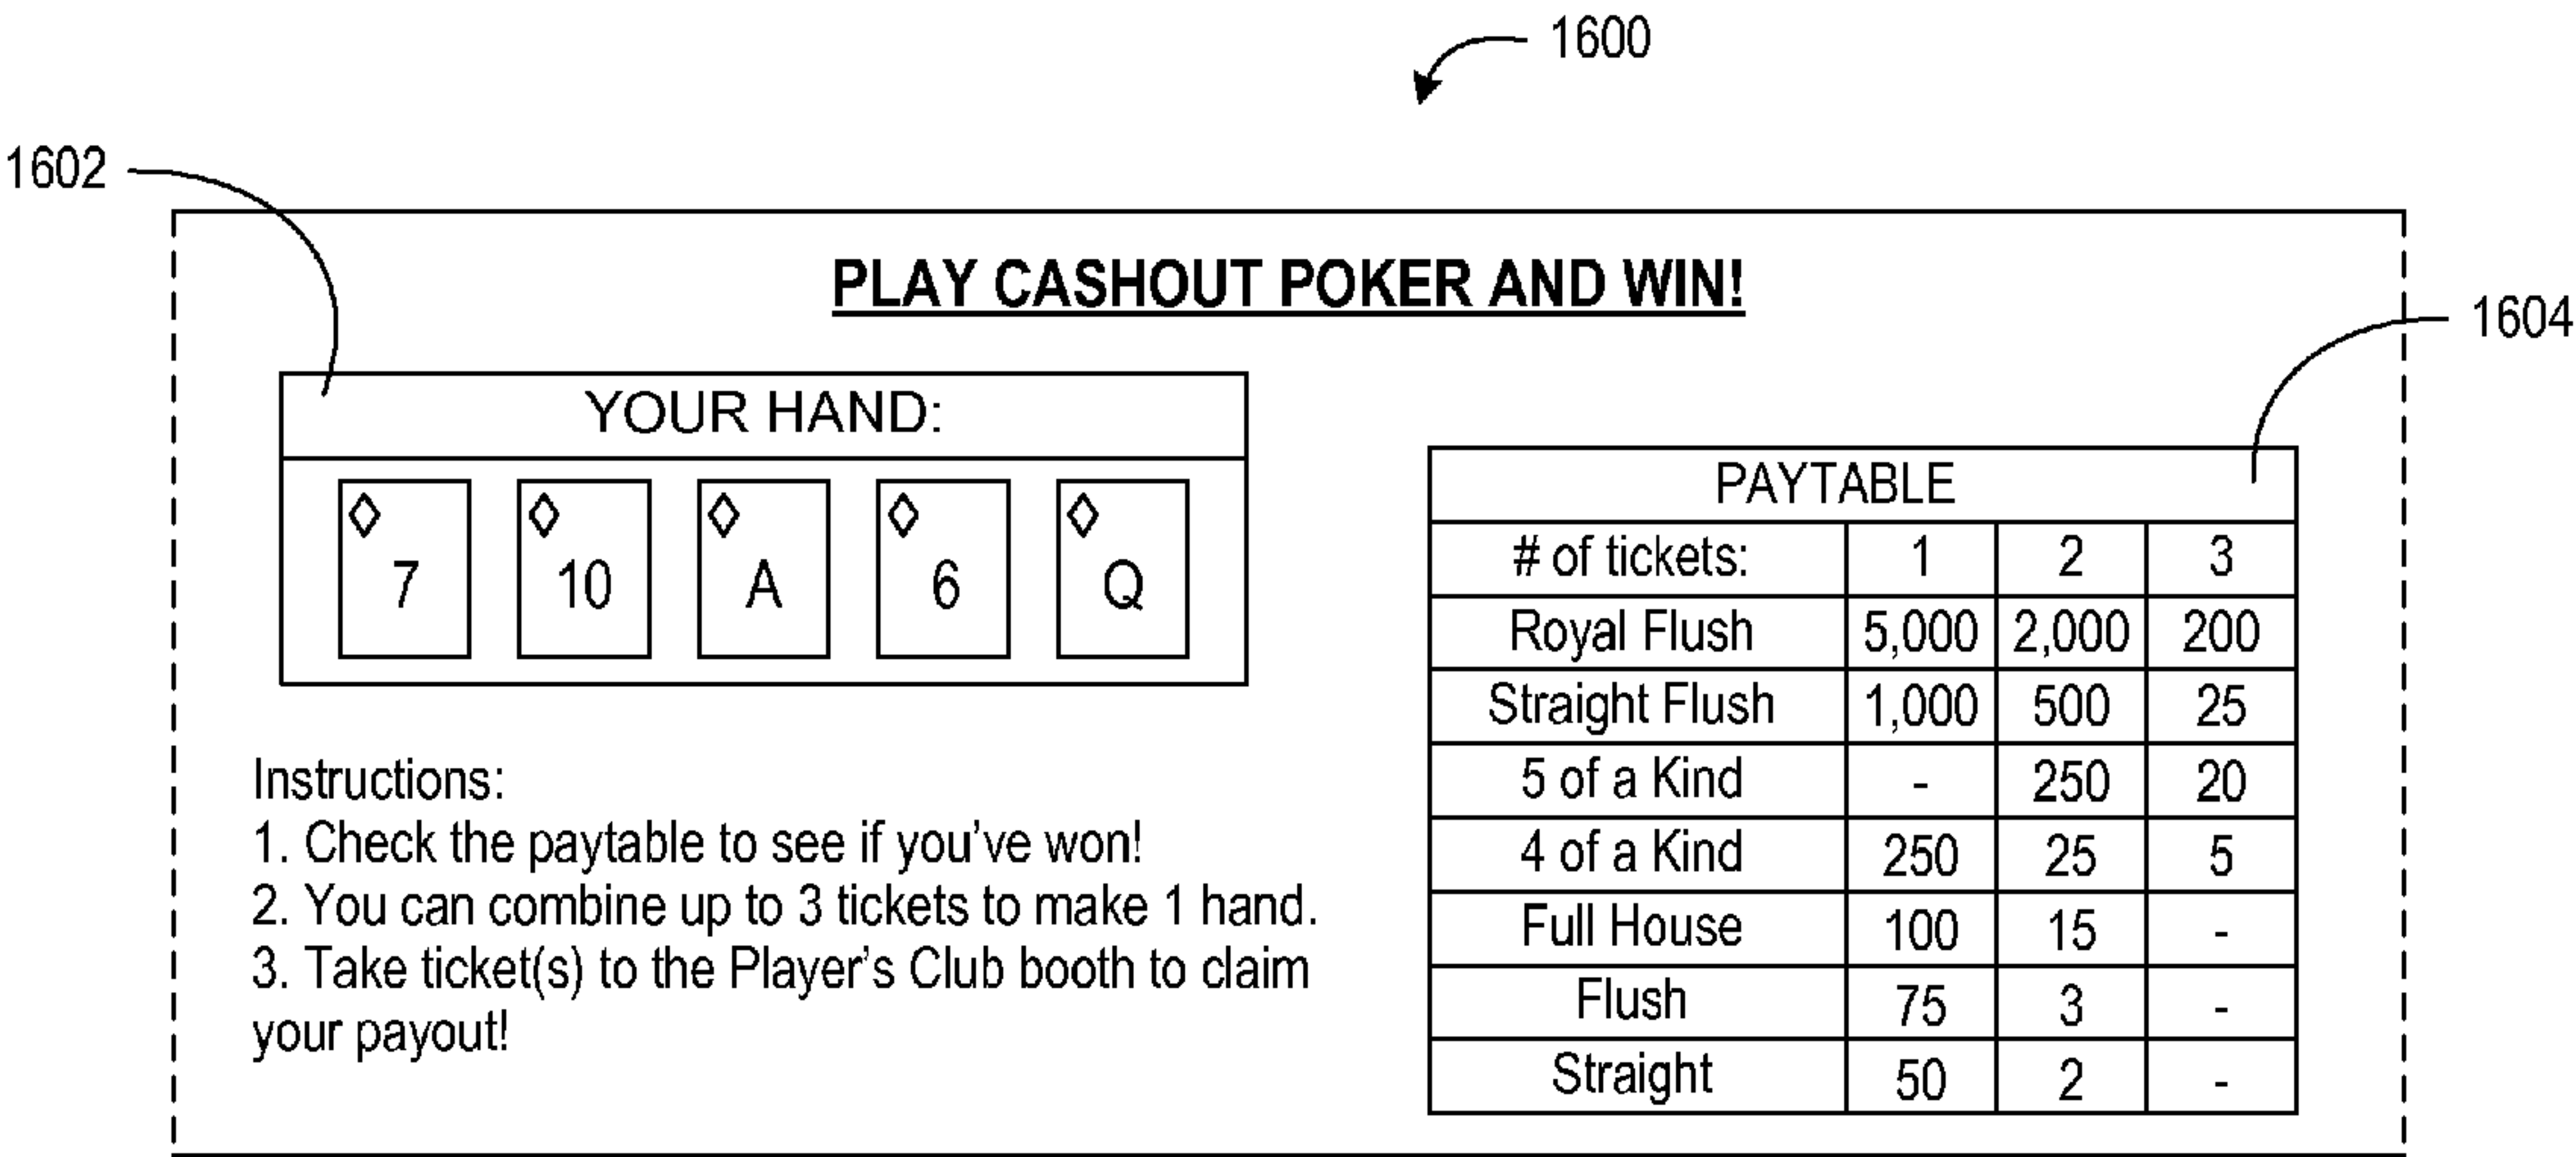 1600
1602
PLAY CASHOUT POKER AND WIN!
1604
YOUR HAND:
7 10 A 6 Q
Instructions:
1. Check the paytable to see if you've won!
2. You can combine up to 3 tickets to make 1 hand.
3. Take ticket(s) to the Player's Club booth to claim
your payout!
PAYTABLE
# of tickets: 1 2 3
Royal Flush 5,000 2,000 200
Straight Flush 1,000 500 25
5 of a Kind - 250 20
4 of a Kind 250 25 5
Full House 100 15 -
Flush 75 3 -
Straight 50 2 -